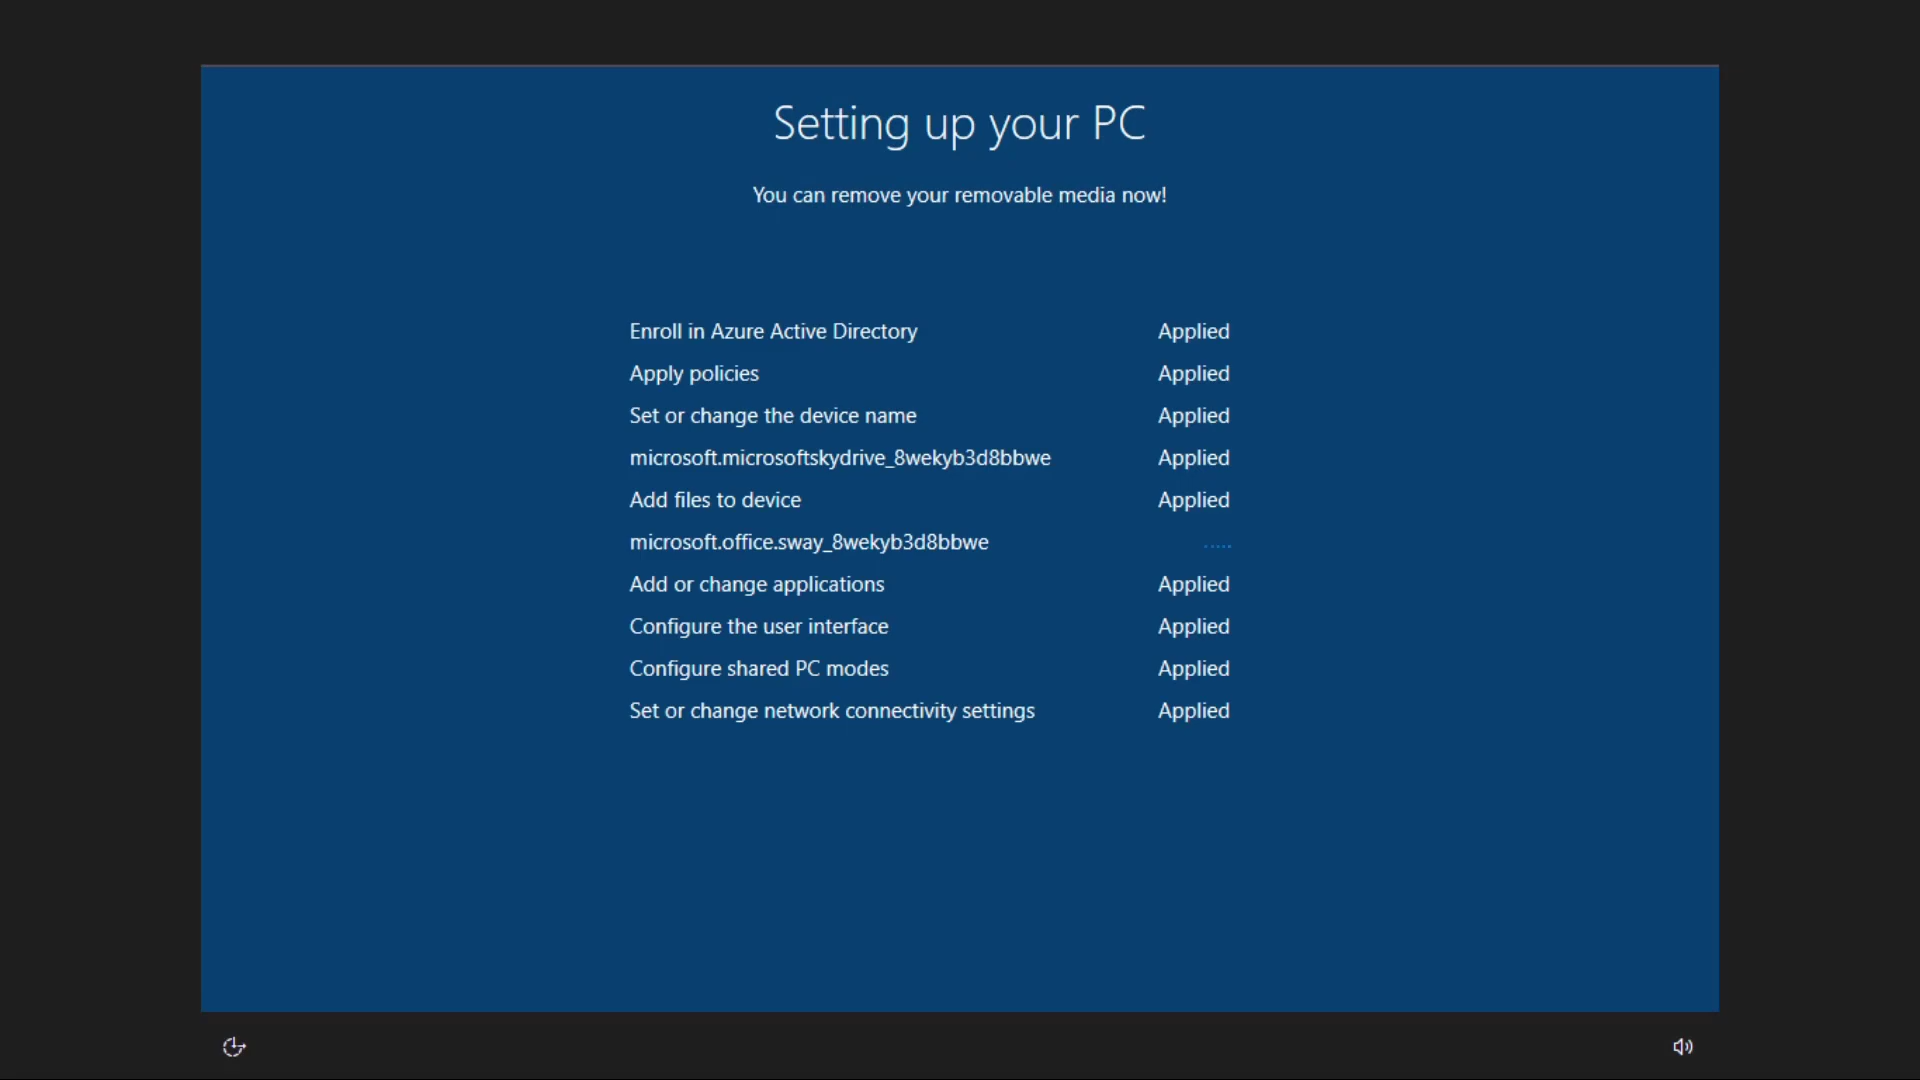 Setting up your PC
You can remove your removable media now!
Enroll in Azure Active Directory Applied
Apply policies Applied
Set or change the device name Applied
microsoft.microsoftskydrive_8wekyb3d8bbwe Applied
Add files to device Applied
microsoft.office.sway_8wekyb3d8bbwe
Add or change applications Applied
Configure the user interface Applied
Configure shared PC modes Applied
Set or change network connectivity settings Applied